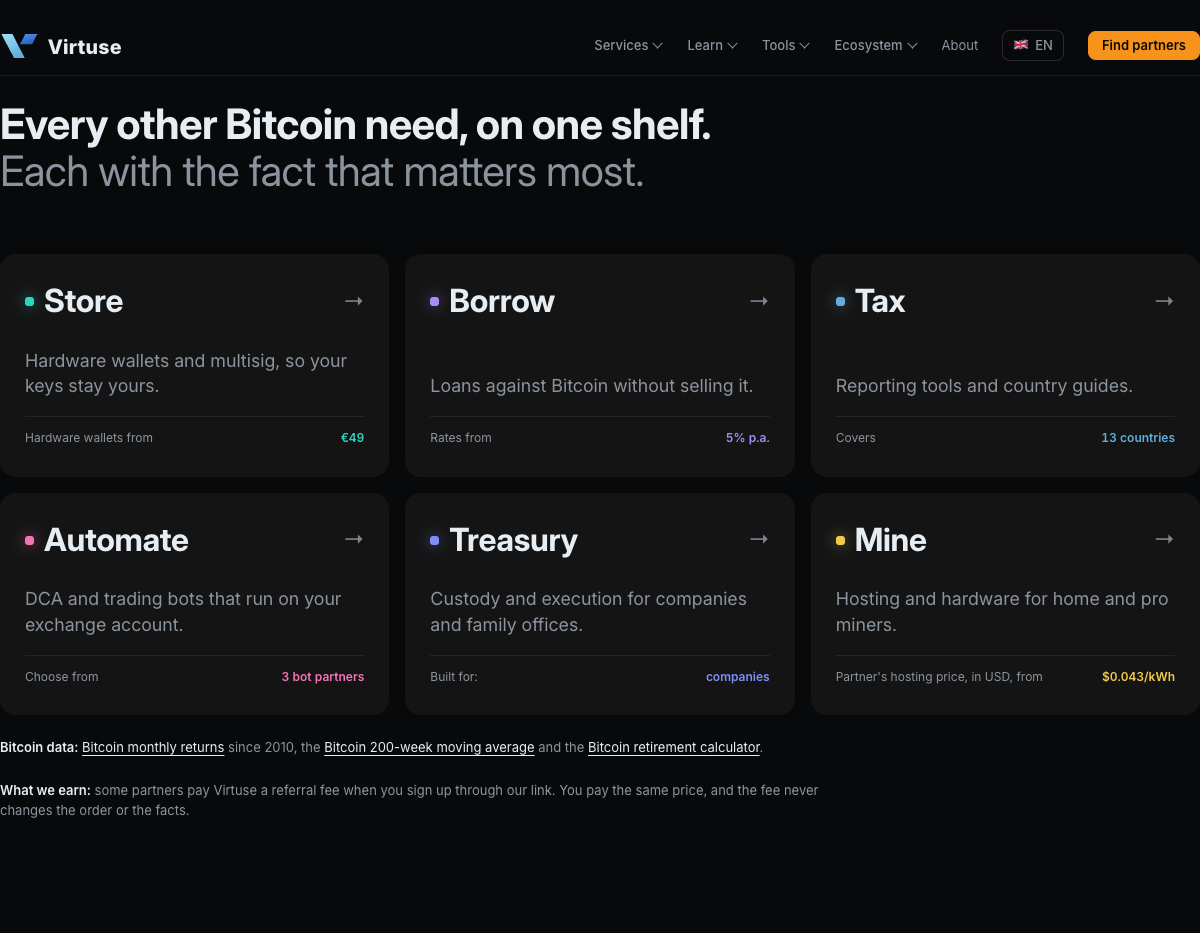 Virtuse
Services
Learn
Tools
Ecosystem
About
EN
Find partners
Every other Bitcoin need, on one shelf.
Each with the fact that matters most.
Store
Hardware wallets and multisig, so your
keys stay yours.
Hardware wallets from
€49
Borrow
Loans against Bitcoin without selling it.
Rates from
5% p.a.
Tax
Reporting tools and country guides.
Covers
13 countries
Automate
DCA and trading bots that run on your
exchange account.
Choose from
3 bot partners
Treasury
Custody and execution for companies
and family offices.
Built for:
companies
Mine
Hosting and hardware for home and pro
miners.
Partner's hosting price, in USD, from
$0.043/kWh
Bitcoin data: Bitcoin monthly returns since 2010, the Bitcoin 200-week moving average and the Bitcoin retirement calculator.
What we earn: some partners pay Virtuse a referral fee when you sign up through our link. You pay the same price, and the fee never
changes the order or the facts.